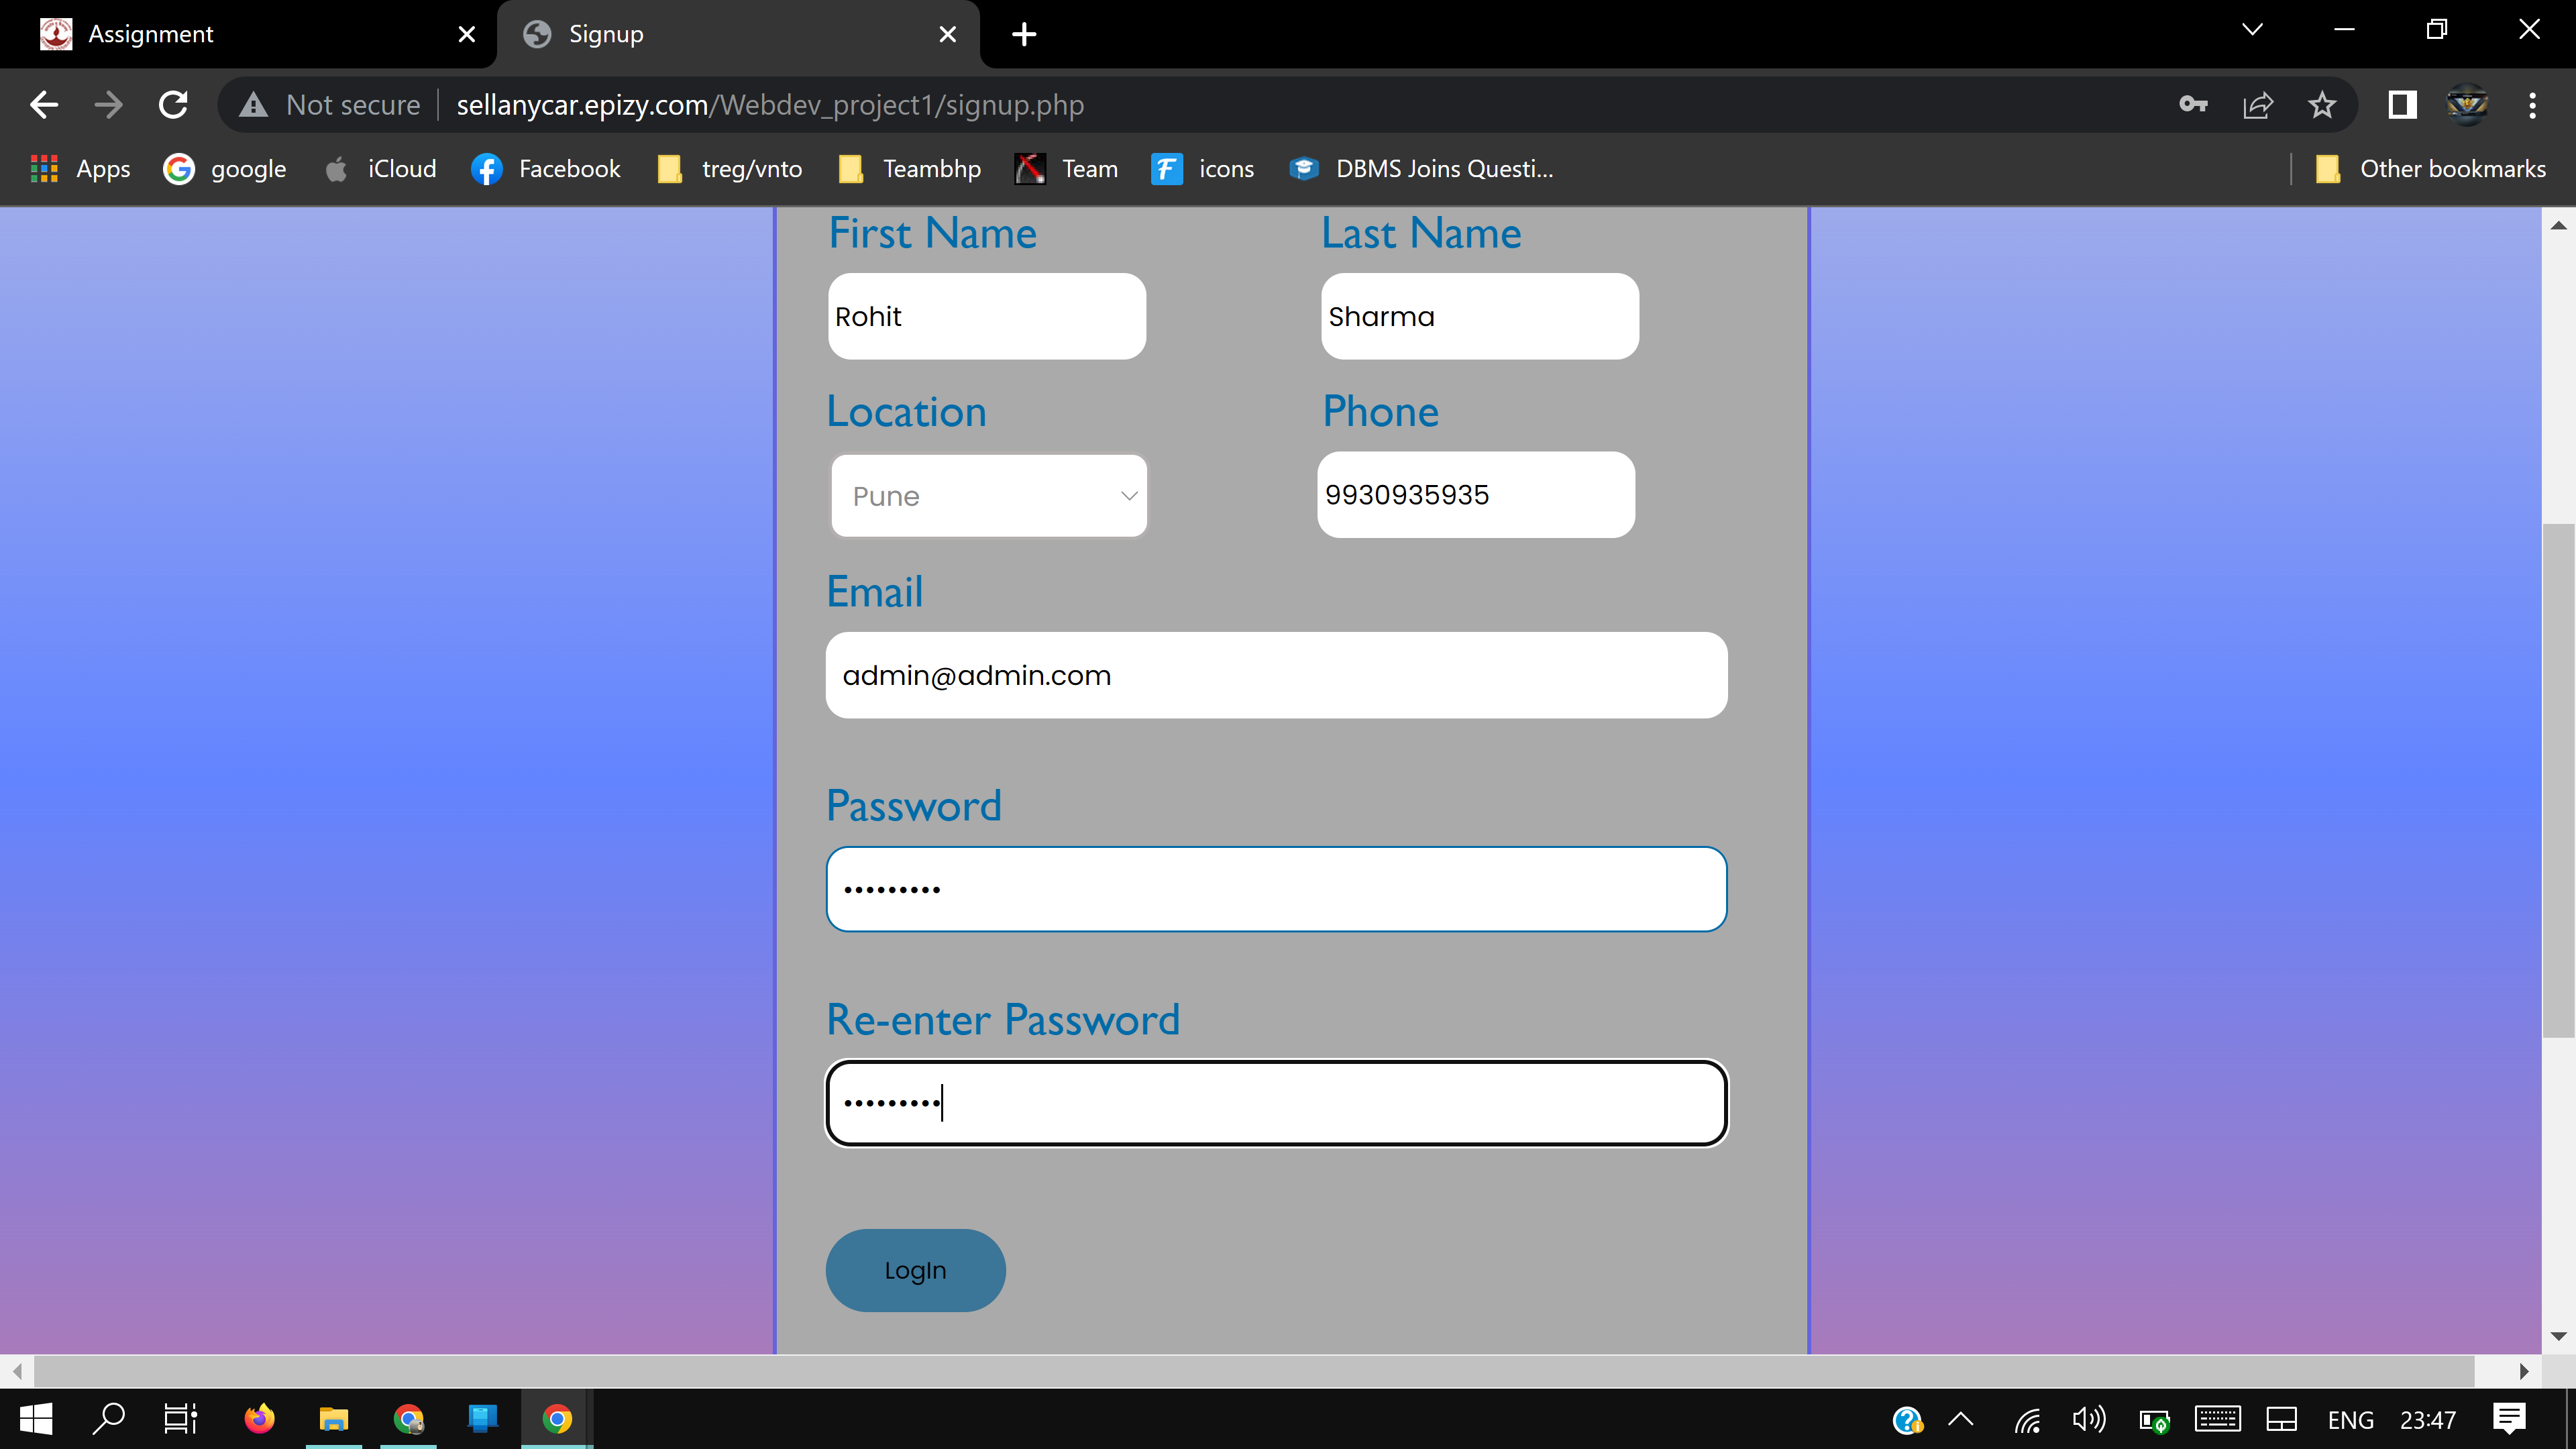 Assignment
Signup
Not secure
sellanycar.epizy.com/Webdev_project1/signup.php
Apps
google
iCloud
Facebook
treg/vnto
Teambhp
Team
icons
DBMS Joins Questi...
Other bookmarks
First Name
Last Name
Rohit
Sharma
Location
Phone
Pune
9930935935
Email
admin@admin.com
Password
•••••••••
Re-enter Password
•••••••••
LogIn
ENG
23:47